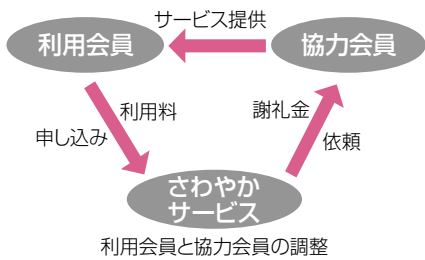 サービス提供
利用会員
協力会員
利用料
謝礼金
申し込み
依頼
さわやか
サービス
利用会員と協力会員の調整